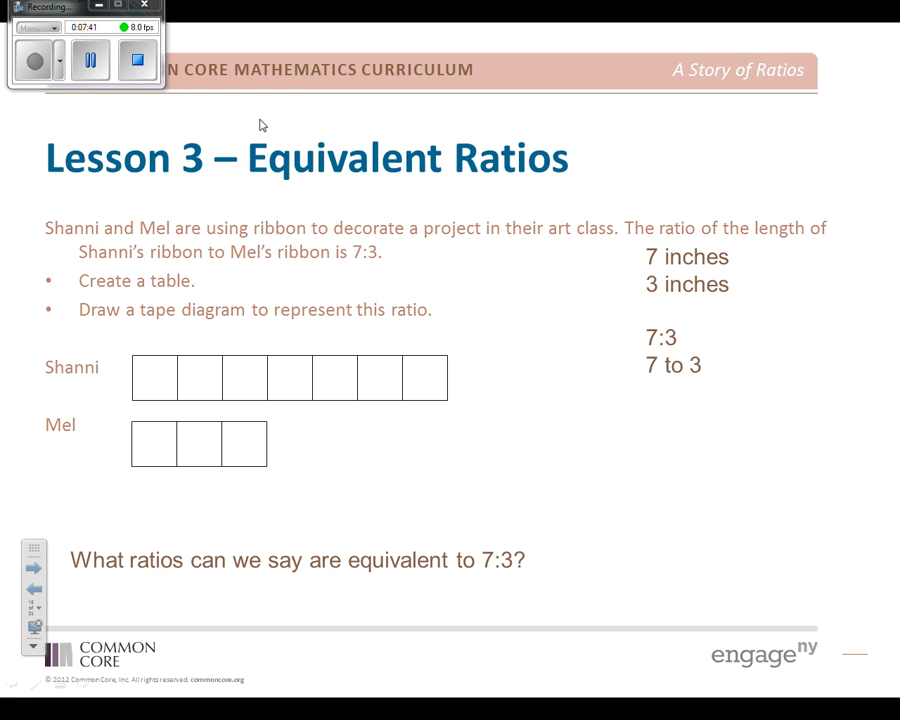 Recording...
Menu
0:07:41
8.0 fps
N CORE MATHEMATICS CURRICULUM
A Story of Ratios
Lesson 3 – Equivalent Ratios
Shanni and Mel are using ribbon to decorate a project in their art class. The ratio of the length of
Shanni’s ribbon to Mel’s ribbon is 7:3.
7 inches
• Create a table.
3 inches
• Draw a tape diagram to represent this ratio.
7:3
7 to 3
Shanni
Mel
What ratios can we say are equivalent to 7:3?
COMMON
CORE
engageny
© 2012 Common Core, Inc. All rights reserved. commoncore.org